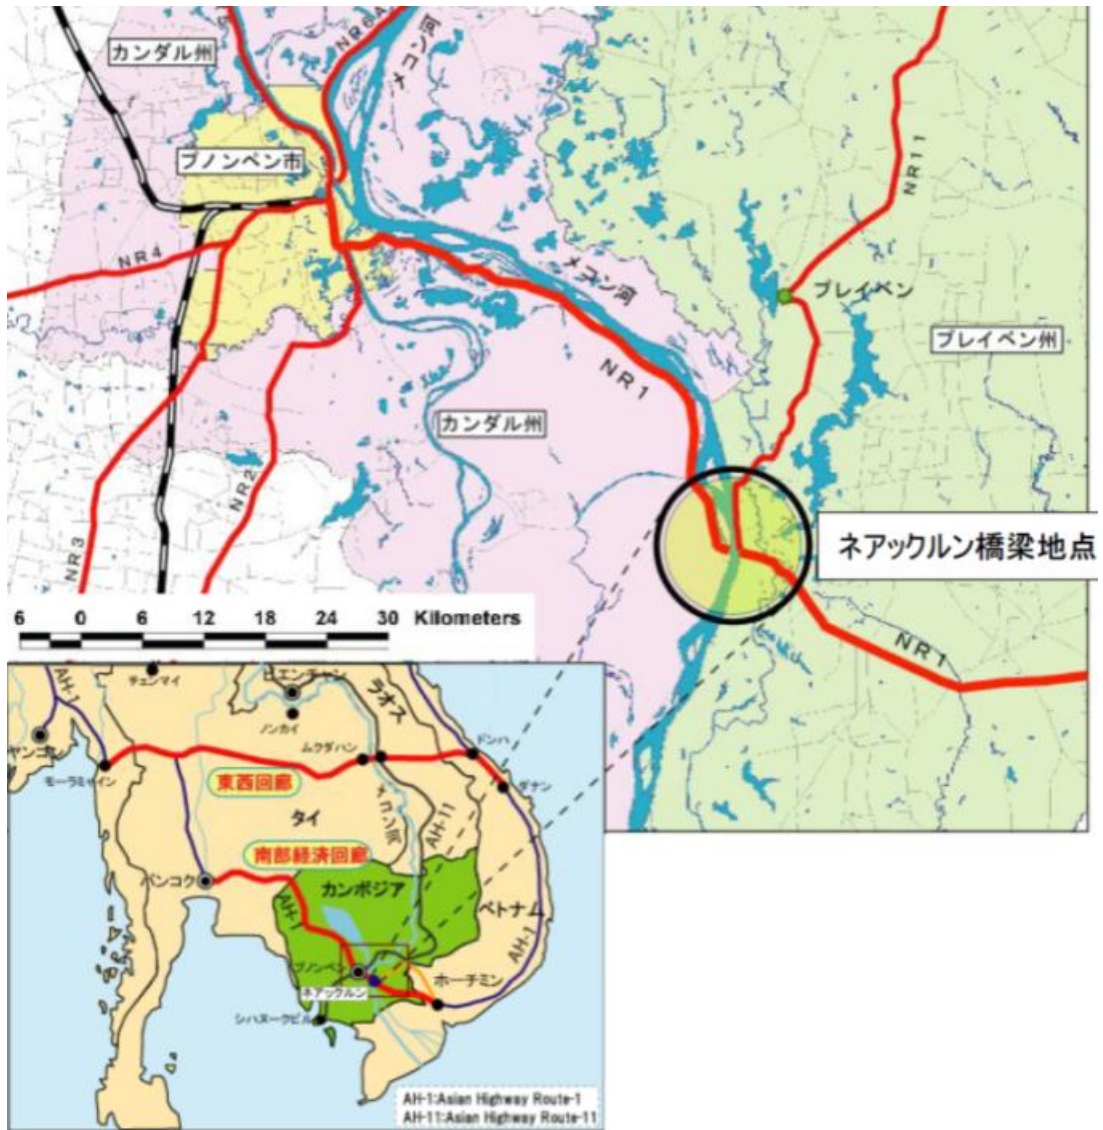 カンダル州
NR6A
メコン河
プノンペン市
NR11
NR4
メコン河
プレイベン
プレイベン州
NR1
カンダル州
NR2
NR3
ネアックルン橋梁地点
NR1
6 0 6 12 18 24 30 Kilometers
AH-1
チェンマイ
ビエンチャン
ラオス
ノンカイ
ヤンゴン
ムクダハン
ドンハ
モーラミャイン
東西回廊
ダナン
メコン河
AH-11
タイ
南部経済回廊
バンコク
カンボジア
AH-1
ベトナム
AH-1
プノンペン
ホーチミン
ネアックルン
シハヌークビル
AH-1:Asian Highway Route-1
AH-11:Asian Highway Route-11